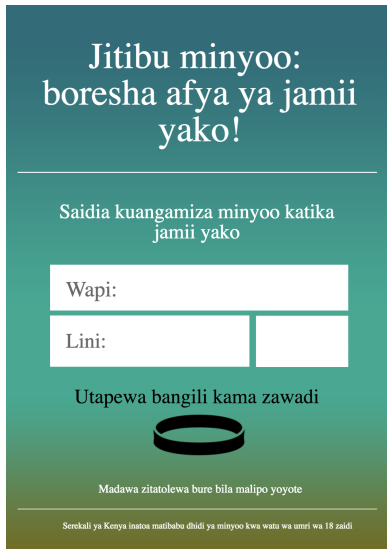 Jitibu minyoo:
boresha afya ya jamii
yako!
Saidia kuangamiza minyoo katika
jamii yako
Wapi:
Lini:
Utapewa bangili kama zawadi
Madawa zitatolewa bure bila malipo yoyote
Serekali ya Kenya inatoa matibabu dhidi ya minyoo kwa watu wa umri wa 18 zaidi